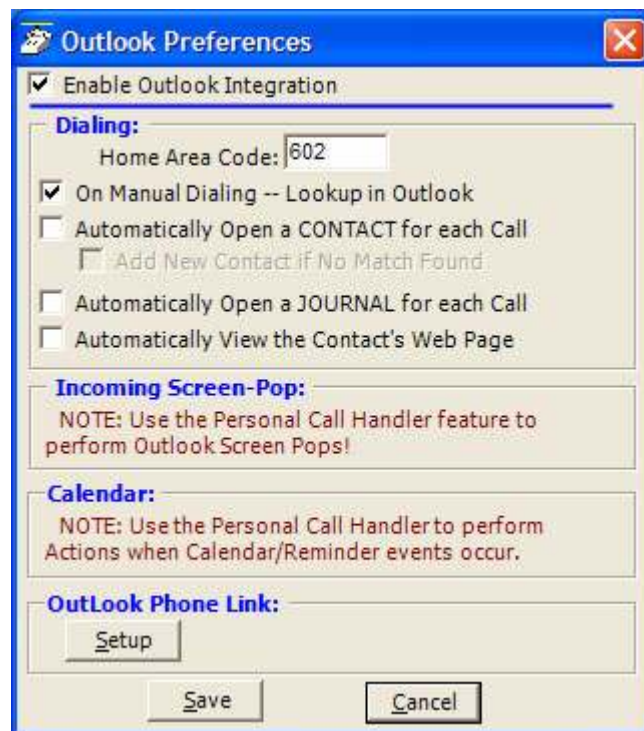 Outlook Preferences
Enable Outlook Integration
Dialing:
Home Area Code: 602
On Manual Dialing -- Lookup in Outlook
Automatically Open a CONTACT for each Call
Add New Contact if No Match Found
Automatically Open a JOURNAL for each Call
Automatically View the Contact's Web Page
Incoming Screen-Pop:
NOTE: Use the Personal Call Handler feature to
perform Outlook Screen Pops!
Calendar:
NOTE: Use the Personal Call Handler to perform
Actions when Calendar/Reminder events occur.
OutLook Phone Link:
Setup
Save Cancel